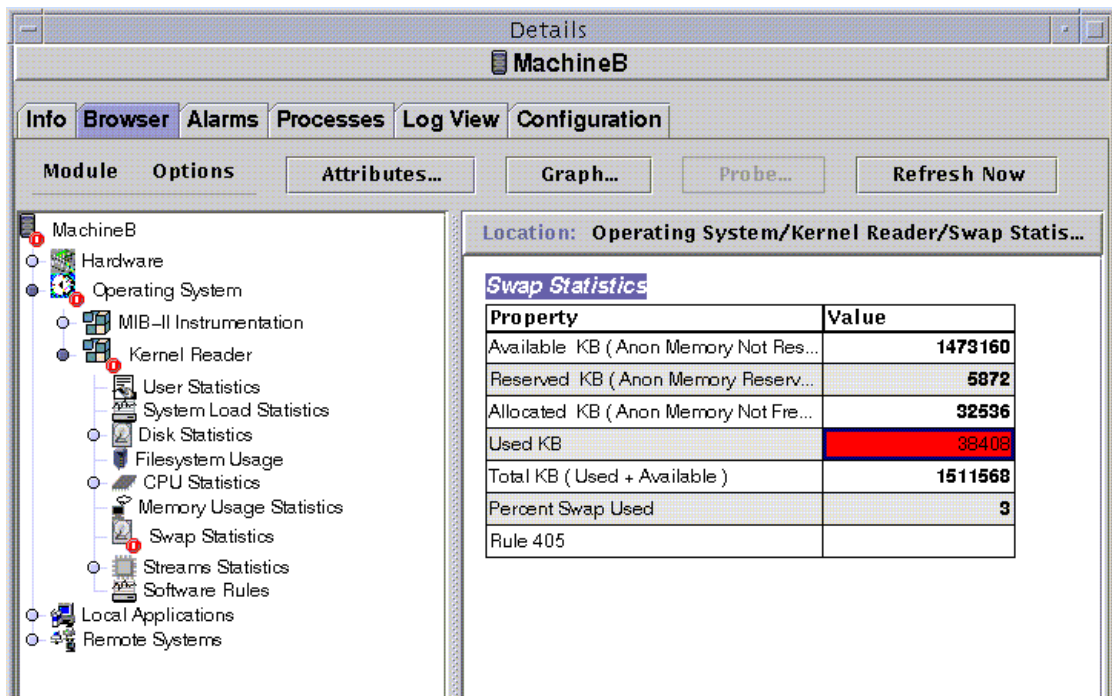 Details
MachineB
Info Browser Alarms Processes Log View Configuration
Module Options Attributes... Graph... Probe... Refresh Now
MachineB
Hardware
Operating System
MIB-II Instrumentation
Kernel Reader
User Statistics
System Load Statistics
Disk Statistics
Filesystem Usage
CPU Statistics
Memory Usage Statistics
Swap Statistics
Streams Statistics
Software Rules
Local Applications
Remote Systems
Location: Operating System/Kernel Reader/Swap Statis...
Swap Statistics
Property Value
Available KB ( Anon Memory Not Res... 1473160
Reserved KB ( Anon Memory Reserv... 5872
Allocated KB ( Anon Memory Not Fre... 32536
Used KB 38408
Total KB ( Used + Available ) 1511568
Percent Swap Used 3
Rule 405